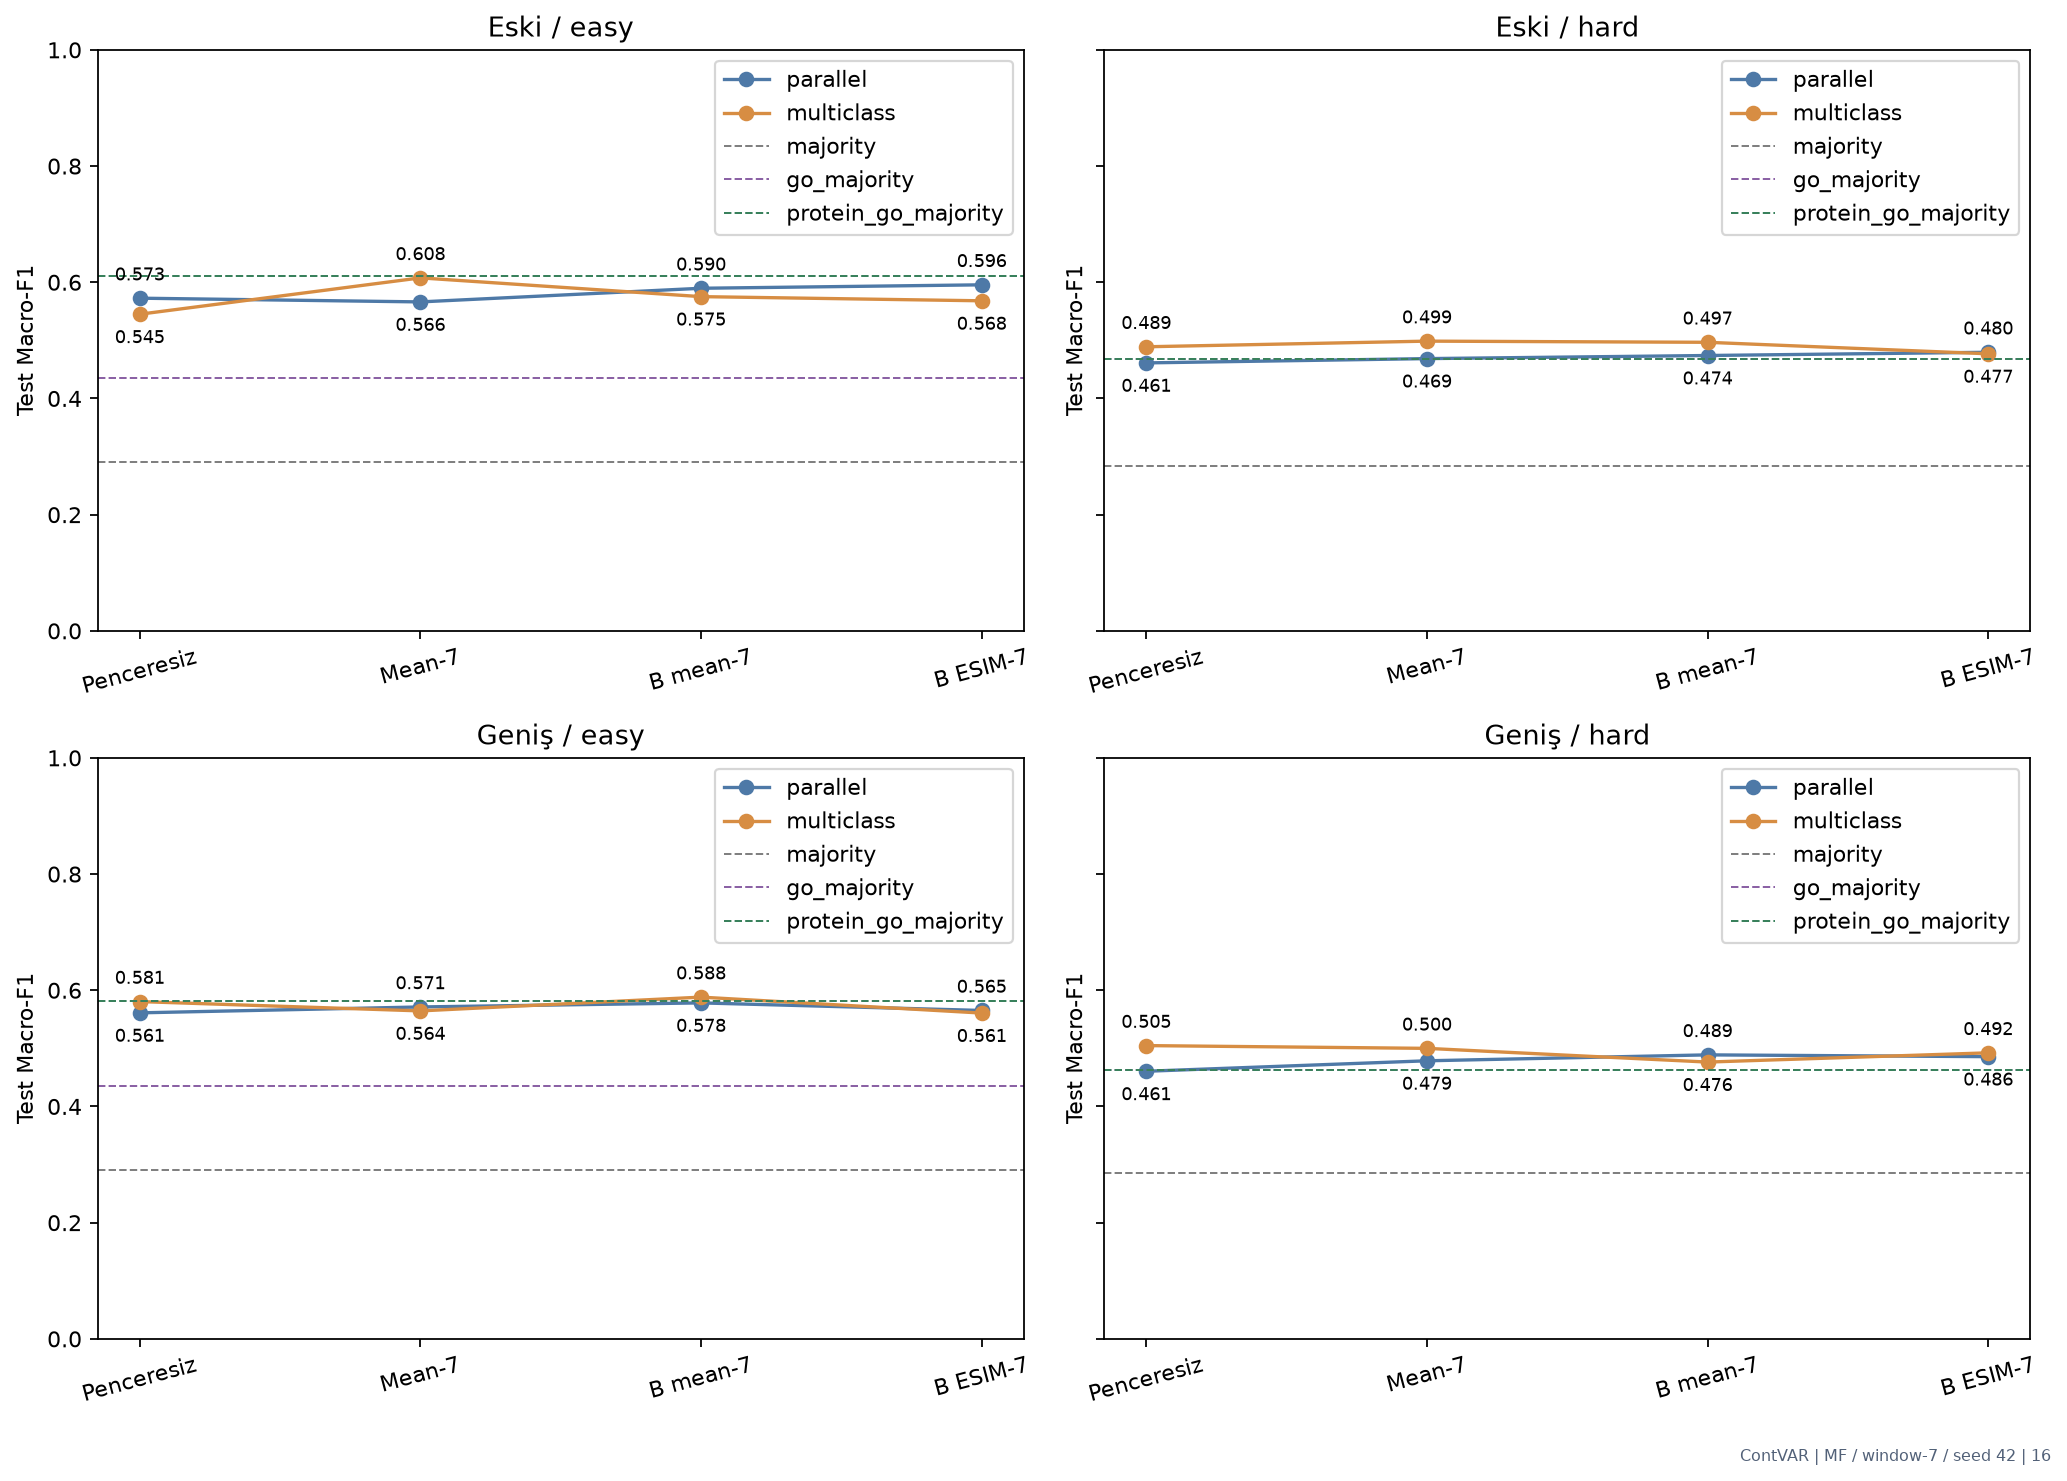 Eski / easy
Test Macro-F1
1.0
0.8
0.6
0.4
0.2
0.0
parallel
multiclass
majority
go_majority
protein_go_majority
0.573
0.545
0.608
0.566
0.590
0.575
0.596
0.568
Penceresiz
Mean-7
B mean-7
B ESIM-7
Eski / hard
Test Macro-F1
parallel
multiclass
majority
go_majority
protein_go_majority
0.489
0.461
0.499
0.469
0.497
0.474
0.480
0.477
Penceresiz
Mean-7
B mean-7
B ESIM-7
Geniş / easy
Test Macro-F1
1.0
0.8
0.6
0.4
0.2
0.0
parallel
multiclass
majority
go_majority
protein_go_majority
0.581
0.561
0.571
0.564
0.588
0.578
0.565
0.561
Penceresiz
Mean-7
B mean-7
B ESIM-7
Geniş / hard
Test Macro-F1
parallel
multiclass
majority
go_majority
protein_go_majority
0.505
0.461
0.500
0.479
0.489
0.476
0.492
0.486
Penceresiz
Mean-7
B mean-7
B ESIM-7
ContVAR | MF / window-7 / seed 42 | 16